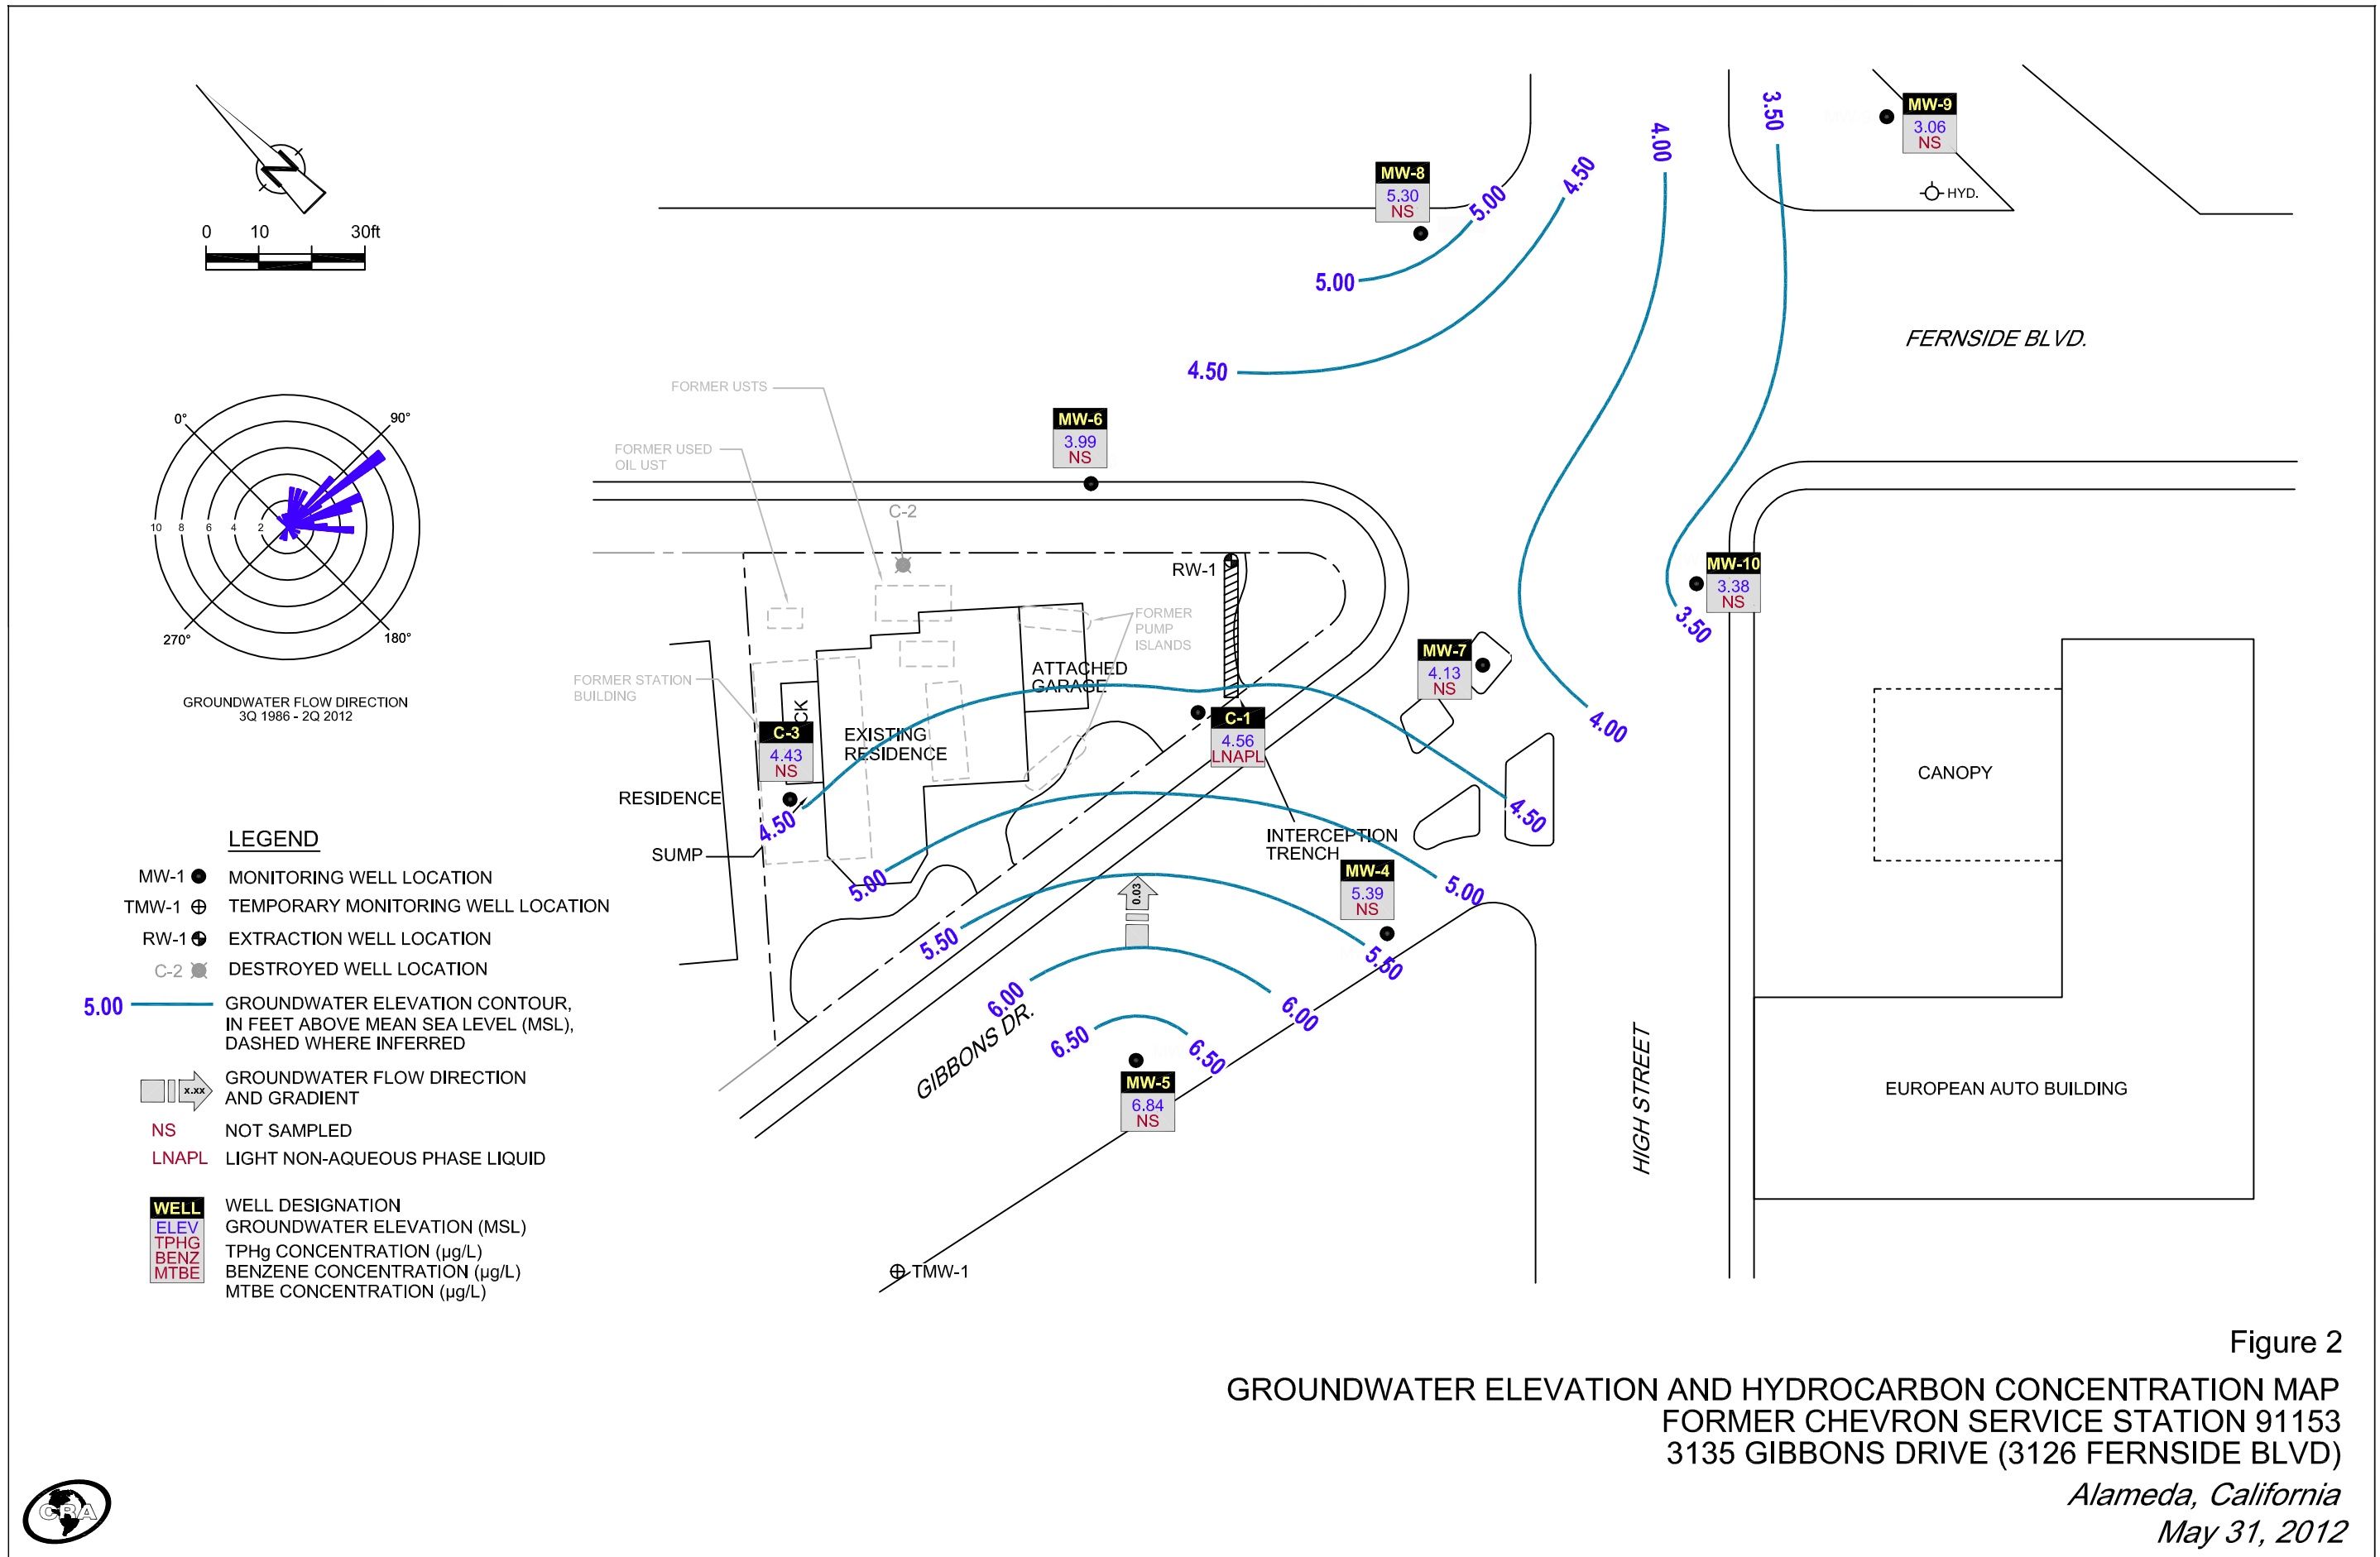 N
0 10 30ft
0°
90°
10 8 6 4 2
270°
180°
GROUNDWATER FLOW DIRECTION
3Q 1986 - 2Q 2012
LEGEND
MW-1 MONITORING WELL LOCATION
TMW-1 TEMPORARY MONITORING WELL LOCATION
RW-1 EXTRACTION WELL LOCATION
C-2 DESTROYED WELL LOCATION
5.00 GROUNDWATER ELEVATION CONTOUR,
IN FEET ABOVE MEAN SEA LEVEL (MSL),
DASHED WHERE INFERRED
x.xx GROUNDWATER FLOW DIRECTION
AND GRADIENT
NS NOT SAMPLED
LNAPL LIGHT NON-AQUEOUS PHASE LIQUID
WELL WELL DESIGNATION
ELEV GROUNDWATER ELEVATION (MSL)
TPHG TPHg CONCENTRATION (µg/L)
BENZ BENZENE CONCENTRATION (µg/L)
MTBE MTBE CONCENTRATION (µg/L)
CRA
MW-8
5.30
NS
5.00
5.00
4.50
4.50
4.00
3.50
MW-9
3.06
NS
HYD.
FERNSIDE BLVD.
FORMER USTS
FORMER USED
OIL UST
MW-6
3.99
NS
C-2
RW-1
FORMER
PUMP
ISLANDS
MW-10
3.38
NS
3.50
MW-7
4.13
NS
4.00
FORMER STATION
BUILDING
ATTACHED
GARAGE
CK
C-3
4.43
NS
EXISTING
RESIDENCE
C-1
4.56
LNAPL
RESIDENCE
4.50
4.50
SUMP
INTERCEPTION
TRENCH
CANOPY
MW-4
5.39
NS
5.00
5.00
0.03
5.50
5.50
6.00
6.00
6.50
6.50
GIBBONS DR.
MW-5
6.84
NS
HIGH STREET
EUROPEAN AUTO BUILDING
TMW-1
Figure 2
GROUNDWATER ELEVATION AND HYDROCARBON CONCENTRATION MAP
FORMER CHEVRON SERVICE STATION 91153
3135 GIBBONS DRIVE (3126 FERNSIDE BLVD)
Alameda, California
May 31, 2012